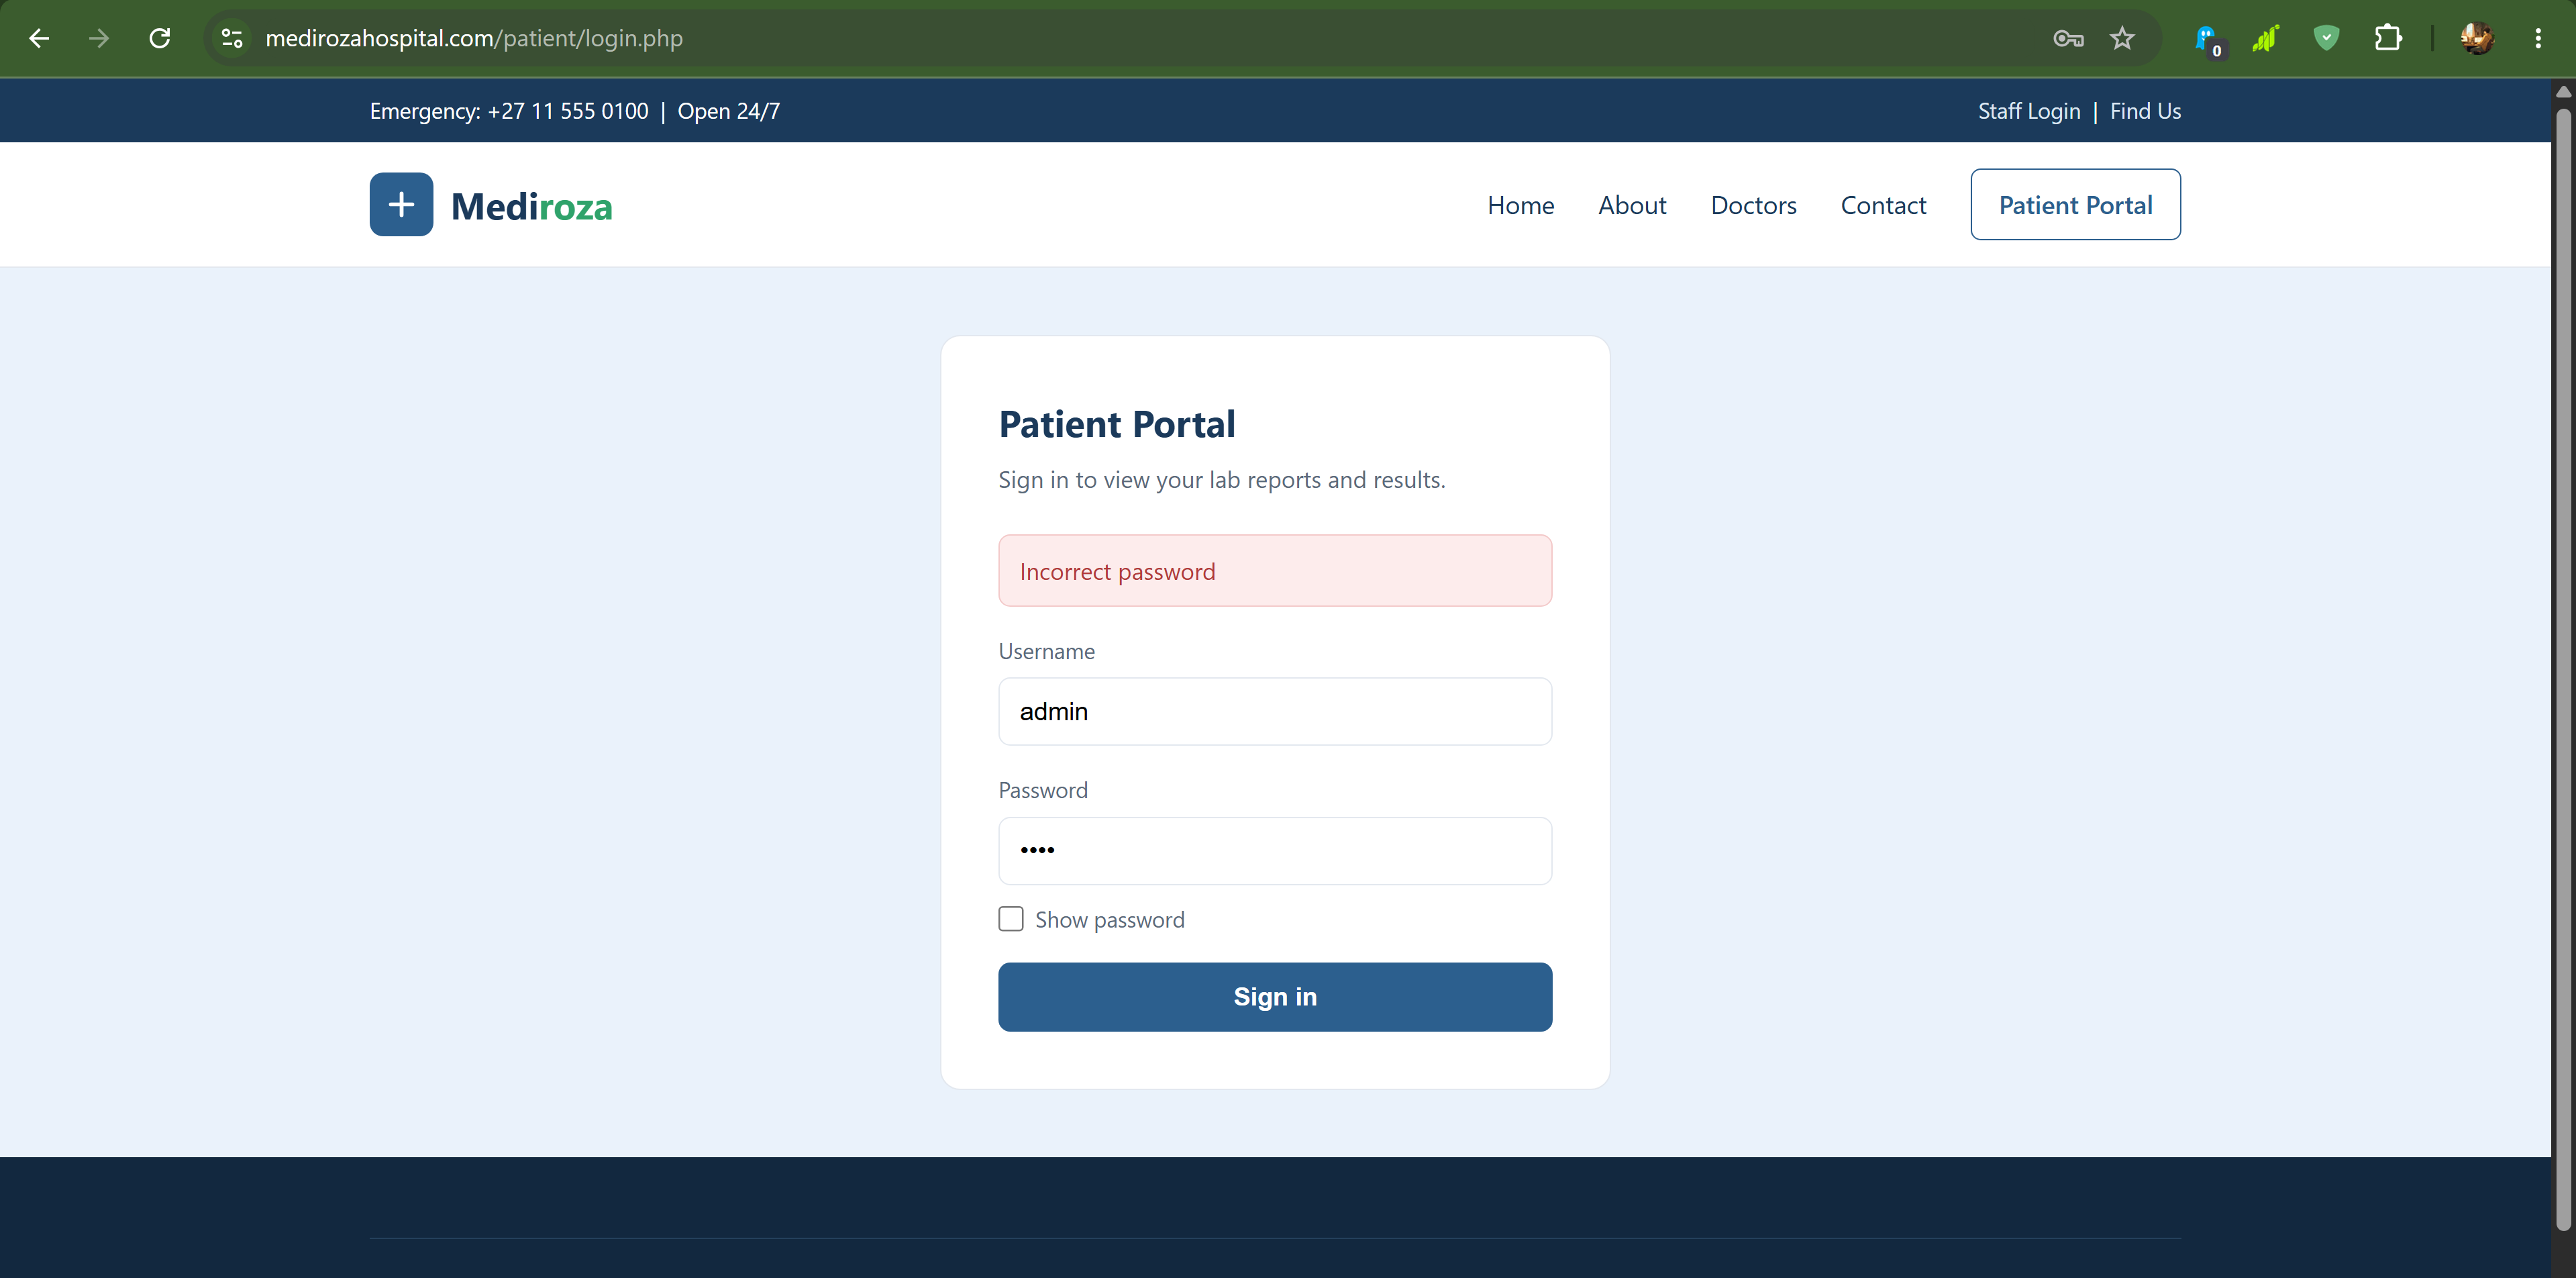 medirozahospital.com/patient/login.php
0
Emergency: +27 11 555 0100 | Open 24/7
Staff Login | Find Us
Mediroza
Home
About
Doctors
Contact
Patient Portal
Patient Portal
Sign in to view your lab reports and results.
Incorrect password
Username
admin
Password
••••
Show password
Sign in